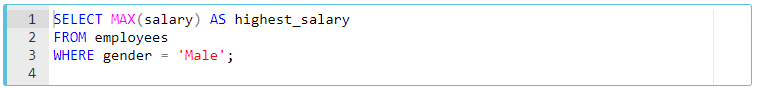 1 SELECT MAX(salary) AS highest_salary
2 FROM employees
3 WHERE gender = 'Male';
4